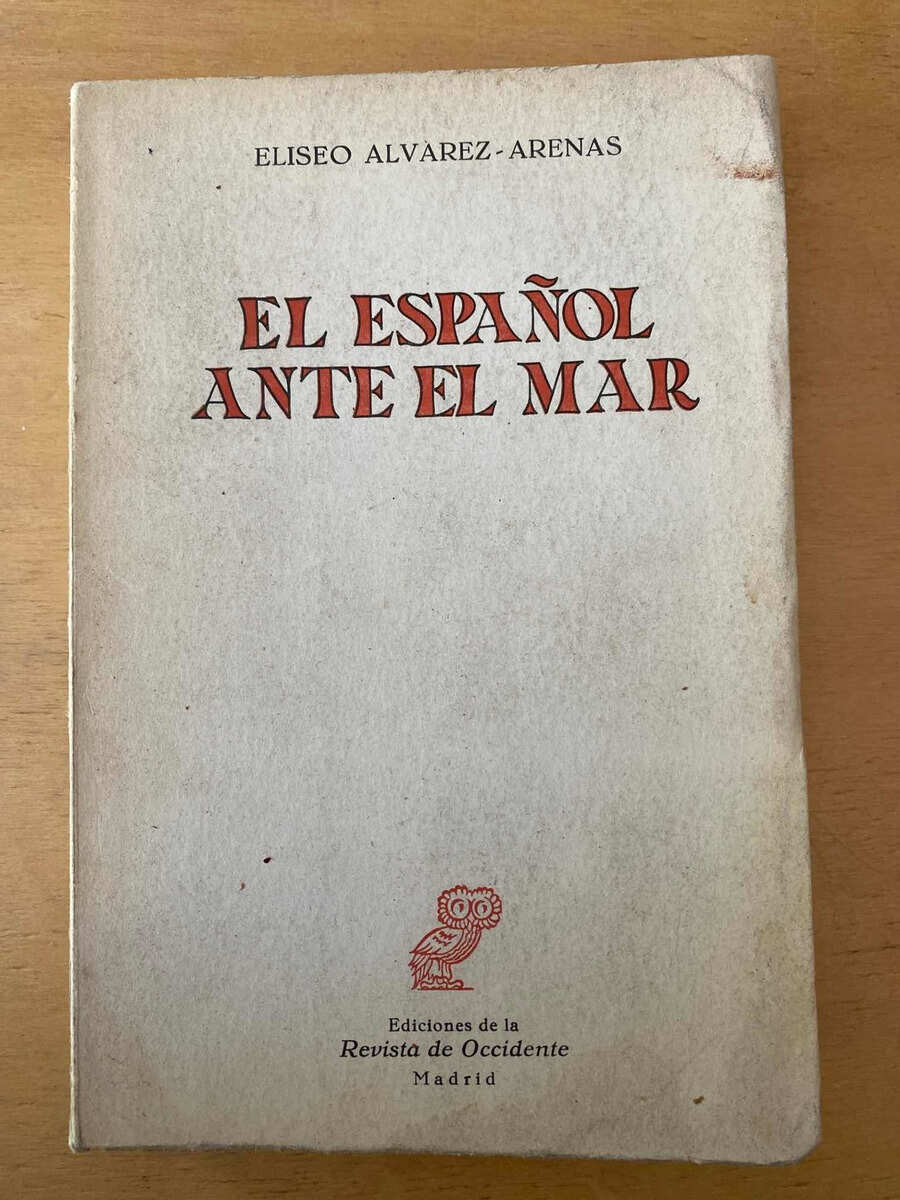 ELISEO ALVAREZ-ARENAS
EL ESPAÑOL
ANTE EL MAR
Ediciones de la
Revista de Occidente
Madrid